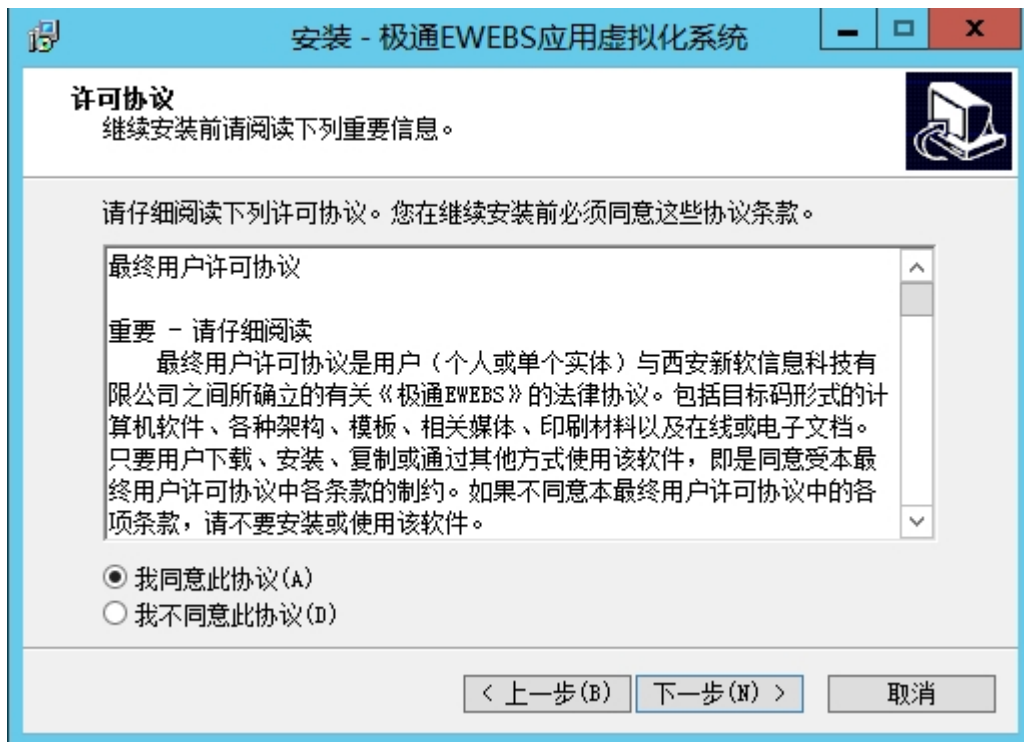 安装 - 极通EWEBS应用虚拟化系统
许可协议
继续安装前请阅读下列重要信息。
请仔细阅读下列许可协议。您在继续安装前必须同意这些协议条款。
最终用户许可协议
重要 - 请仔细阅读
最终用户许可协议是用户（个人或单个实体）与西安新软信息科技有
限公司之间所确立的有关《极通EWEBS》的法律协议。包括目标码形式的计
算机软件、各种架构、模板、相关媒体、印刷材料以及在线或电子文档。
只要用户下载、安装、复制或通过其他方式使用该软件，即是同意受本最
终用户许可协议中各条款的制约。如果不同意本最终用户许可协议中的各
项条款，请不要安装或使用该软件。
我同意此协议(A)
我不同意此协议(D)
< 上一步(B) 下一步(N) > 取消